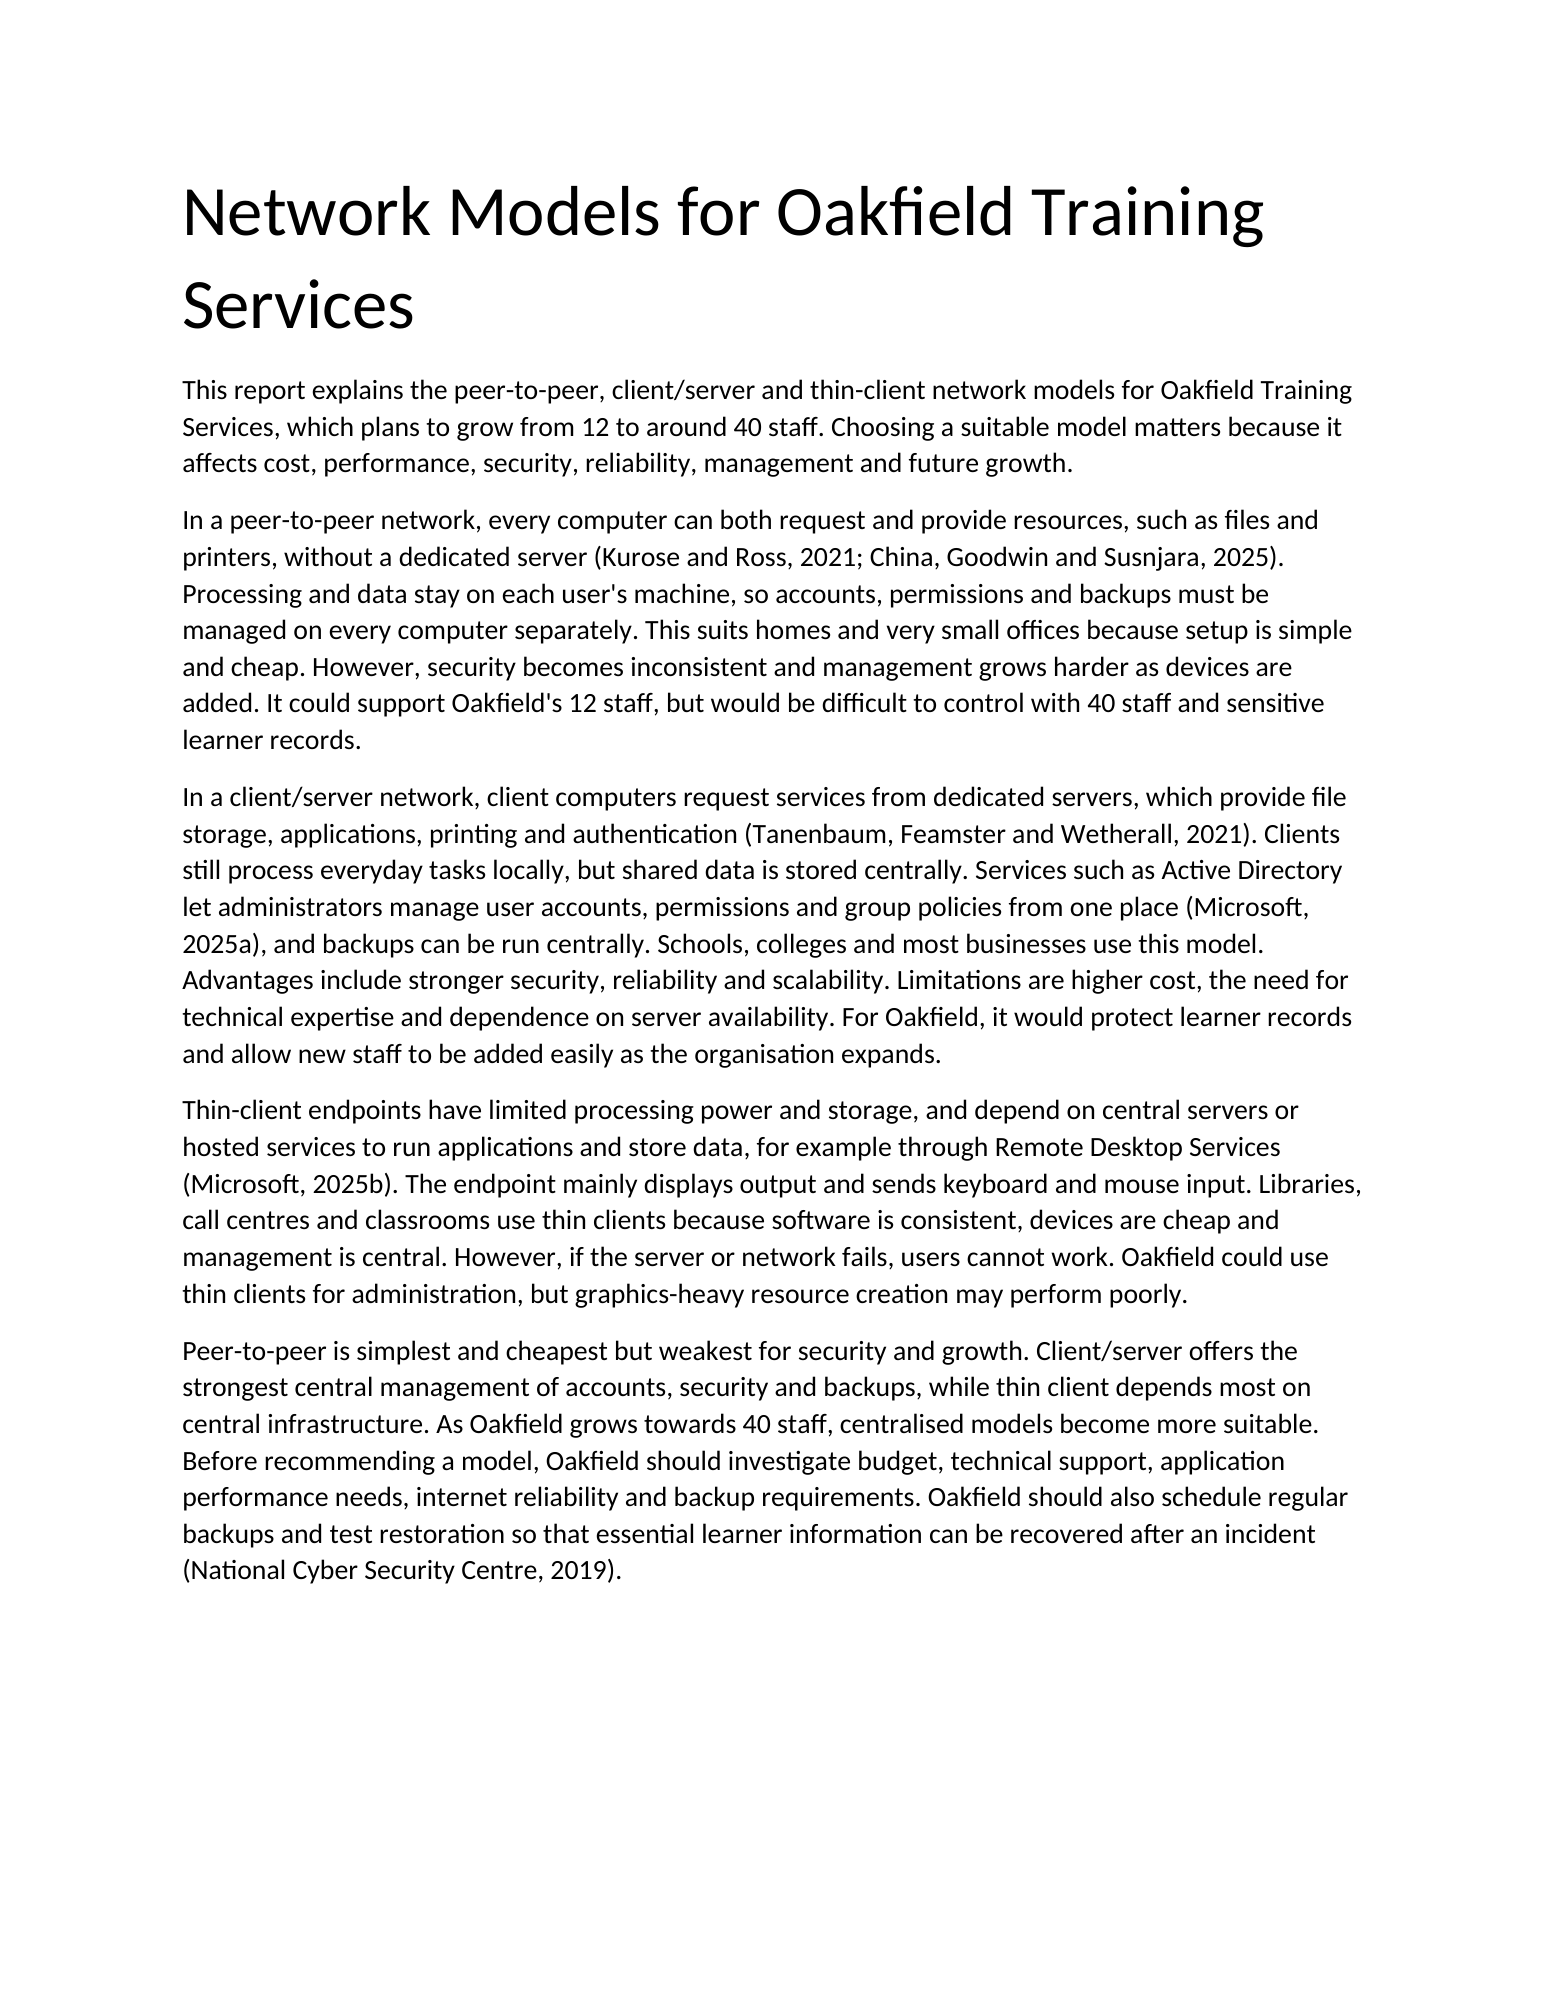 Network Models for Oakfield Training
Services
This report explains the peer-to-peer, client/server and thin-client network models for Oakfield Training
Services, which plans to grow from 12 to around 40 staff. Choosing a suitable model matters because it
affects cost, performance, security, reliability, management and future growth.
In a peer-to-peer network, every computer can both request and provide resources, such as files and
printers, without a dedicated server (Kurose and Ross, 2021; China, Goodwin and Susnjara, 2025).
Processing and data stay on each user's machine, so accounts, permissions and backups must be
managed on every computer separately. This suits homes and very small offices because setup is simple
and cheap. However, security becomes inconsistent and management grows harder as devices are
added. It could support Oakfield's 12 staff, but would be difficult to control with 40 staff and sensitive
learner records.
In a client/server network, client computers request services from dedicated servers, which provide file
storage, applications, printing and authentication (Tanenbaum, Feamster and Wetherall, 2021). Clients
still process everyday tasks locally, but shared data is stored centrally. Services such as Active Directory
let administrators manage user accounts, permissions and group policies from one place (Microsoft,
2025a), and backups can be run centrally. Schools, colleges and most businesses use this model.
Advantages include stronger security, reliability and scalability. Limitations are higher cost, the need for
technical expertise and dependence on server availability. For Oakfield, it would protect learner records
and allow new staff to be added easily as the organisation expands.
Thin-client endpoints have limited processing power and storage, and depend on central servers or
hosted services to run applications and store data, for example through Remote Desktop Services
(Microsoft, 2025b). The endpoint mainly displays output and sends keyboard and mouse input. Libraries,
call centres and classrooms use thin clients because software is consistent, devices are cheap and
management is central. However, if the server or network fails, users cannot work. Oakfield could use
thin clients for administration, but graphics-heavy resource creation may perform poorly.
Peer-to-peer is simplest and cheapest but weakest for security and growth. Client/server offers the
strongest central management of accounts, security and backups, while thin client depends most on
central infrastructure. As Oakfield grows towards 40 staff, centralised models become more suitable.
Before recommending a model, Oakfield should investigate budget, technical support, application
performance needs, internet reliability and backup requirements. Oakfield should also schedule regular
backups and test restoration so that essential learner information can be recovered after an incident
(National Cyber Security Centre, 2019).